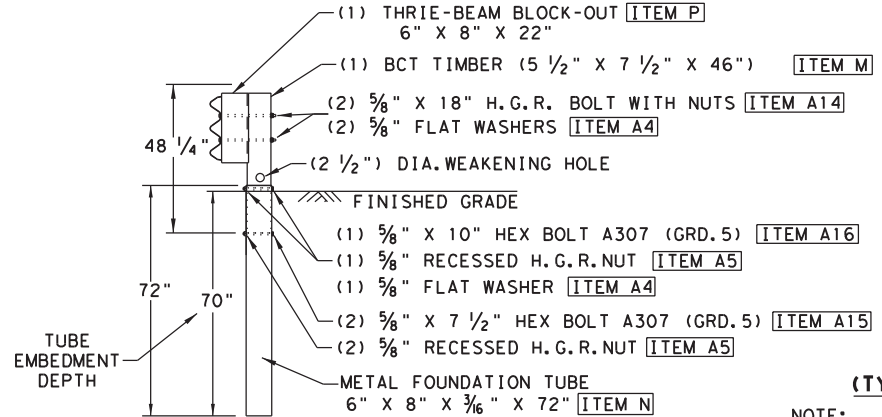 (1) THRIE-BEAM BLOCK-OUT ITEM P
6" X 8" X 22"
(1) BCT TIMBER (5 1/2" X 7 1/2" X 46") ITEM M
(2) 5/8" X 18" H.G.R. BOLT WITH NUTS ITEM A14
(2) 5/8" FLAT WASHERS ITEM A4
48 1/4"
(2 1/2") DIA.WEAKENING HOLE
FINISHED GRADE
(1) 5/8" X 10" HEX BOLT A307 (GRD.5) ITEM A16
(1) 5/8" RECESSED H.G.R.NUT ITEM A5
(1) 5/8" FLAT WASHER ITEM A4
72"
70"
(2) 5/8" X 7 1/2" HEX BOLT A307 (GRD.5) ITEM A15
(2) 5/8" RECESSED H.G.R.NUT ITEM A5
TUBE
EMBEDMENT
DEPTH
METAL FOUNDATION TUBE
6" X 8" X 3/16" X 72" ITEM N
(TY
NOTE: